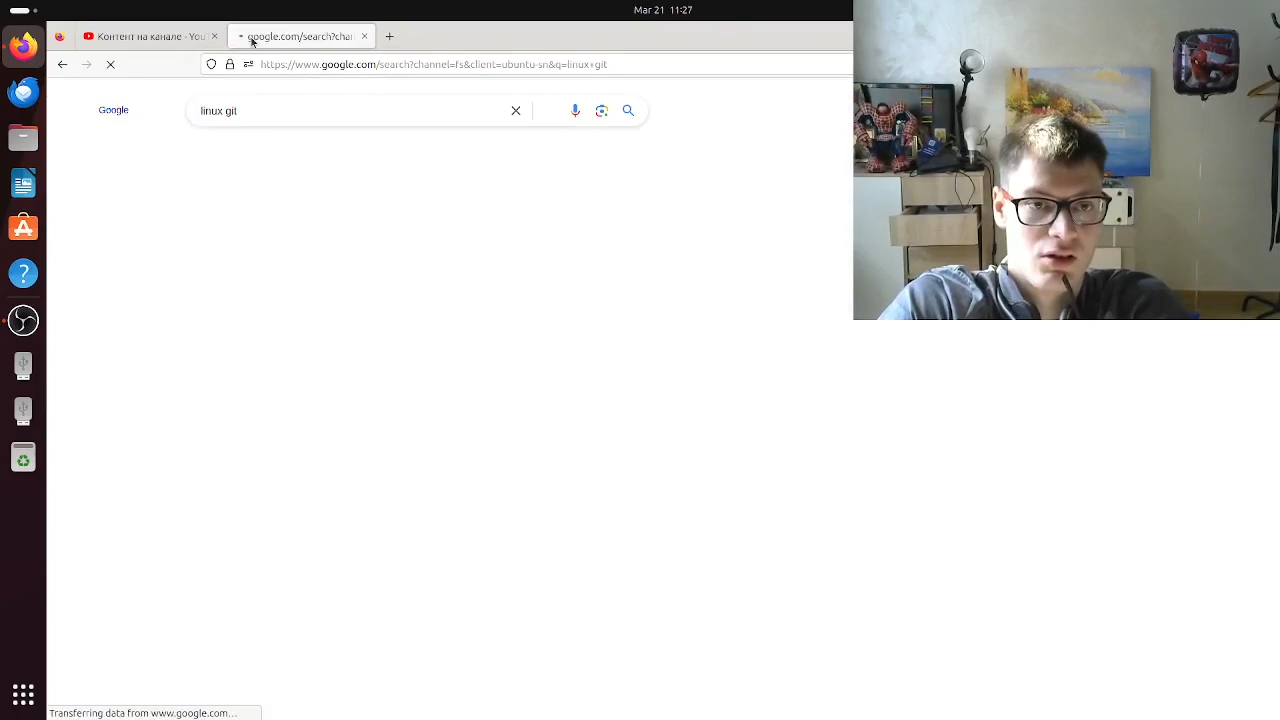 Mar 21 11:27
Контент на канале - You
google.com/search?chan
https://www.google.com/search?channel=fs&client=ubuntu-sn&q=linux+git
Google
linux git
Transferring data from www.google.com…